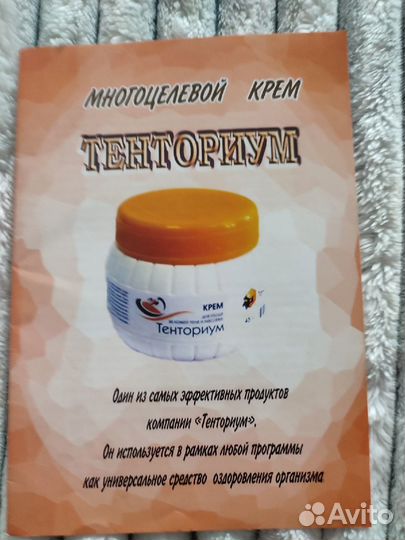 МНОГОЦЕЛЕВОЙ КРЕМ
ТЕНТОРИУМ
КРЕМ
Тенториум
Один из самых эффективных продуктов
компании «Тенториум».
Он используется в рамках любой программы
как универсальное средство оздоровления организма
Avito